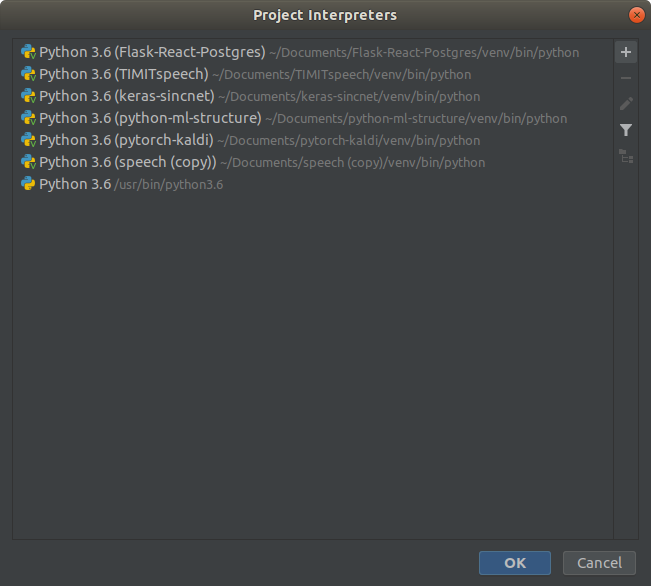 Project Interpreters
Python 3.6 (Flask-React-Postgres) ~/Documents/Flask-React-Postgres/venv/bin/python
Python 3.6 (TIMITspeech) ~/Documents/TIMITspeech/venv/bin/python
Python 3.6 (keras-sincnet) ~/Documents/keras-sincnet/venv/bin/python
Python 3.6 (python-ml-structure) ~/Documents/python-ml-structure/venv/bin/python
Python 3.6 (pytorch-kaldi) ~/Documents/pytorch-kaldi/venv/bin/python
Python 3.6 (speech (copy)) ~/Documents/speech (copy)/venv/bin/python
Python 3.6 /usr/bin/python3.6
OK Cancel